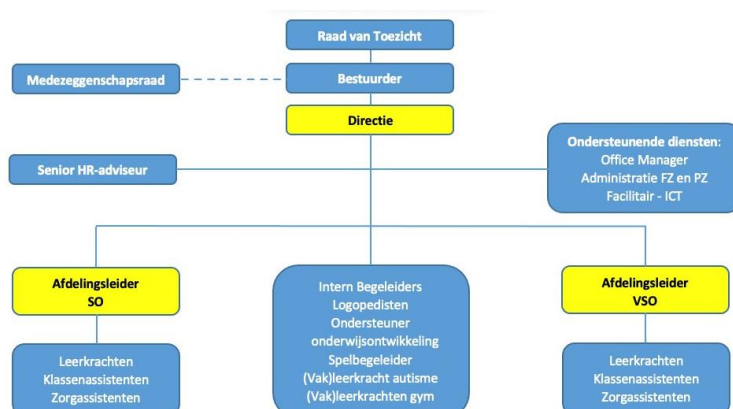 Raad van Toezicht
Medezeggenschapsraad
Bestuurder
Directie
Senior HR-adviseur
Ondersteunende diensten:
Office Manager
Administratie FZ en PZ
Facilitair - ICT
Afdelingsleider
SO
Intern Begeleiders
Logopedisten
Ondersteuner
onderwijsontwikkeling
Spelbegeleider
(Vak)leerkracht autisme
(Vak)leerkrachten gym
Afdelingsleider
VSO
Leerkrachten
Klassenassistenten
Zorgassistenten
Leerkrachten
Klassenassistenten
Zorgassistenten